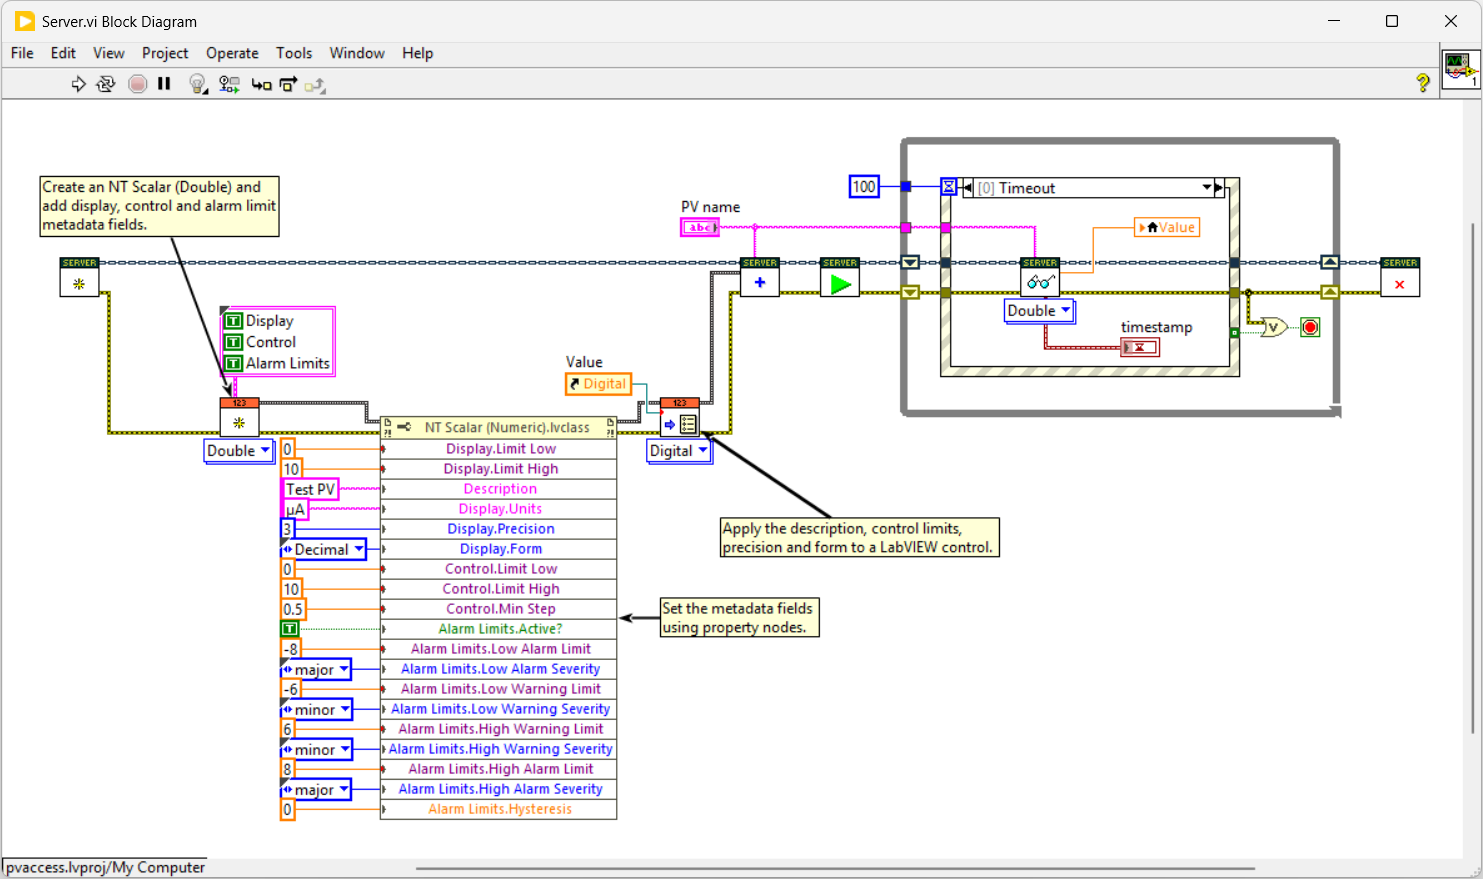 Server.vi Block Diagram
File Edit View Project Operate Tools Window Help
1
Create an NT Scalar (Double) and
add display, control and alarm limit
metadata fields.
100
[0] Timeout
PV name
abc
Value
SERVER
SERVER
SERVER
SERVER
SERVER
Double
timestamp
V
Display
Control
Alarm Limits
T
T
T
Value
Digital
123
123
Double
Digital
NT Scalar (Numeric).lvclass
0 Display.Limit Low
10 Display.Limit High
Test PV Description
µA Display.Units
3 Display.Precision
Decimal Display.Form
0 Control.Limit Low
10 Control.Limit High
0.5 Control.Min Step
T Alarm Limits.Active?
-8 Alarm Limits.Low Alarm Limit
major Alarm Limits.Low Alarm Severity
-6 Alarm Limits.Low Warning Limit
minor Alarm Limits.Low Warning Severity
6 Alarm Limits.High Warning Limit
minor Alarm Limits.High Warning Severity
8 Alarm Limits.High Alarm Limit
major Alarm Limits.High Alarm Severity
0 Alarm Limits.Hysteresis
Apply the description, control limits,
precision and form to a LabVIEW control.
Set the metadata fields
using property nodes.
pvaccess.lvproj/My Computer